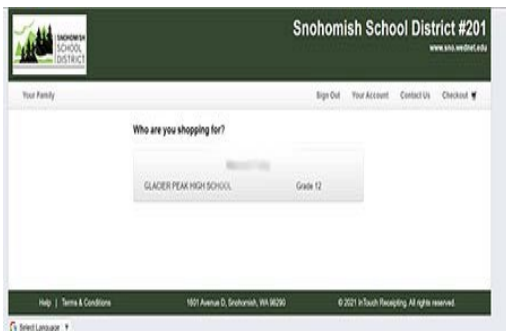 SNOHOMISH
SCHOOL
DISTRICT
Snohomish School District #201
www.sno.wednet.edu
Your Family
Sign Out Your Account Contact Us Checkout
Who are you shopping for?
GLACIER PEAK HIGH SCHOOL Grade 12
Help | Terms & Conditions 1601 Avenue D, Snohomish, WA 98290 © 2021 InTouch Receipting. All rights reserved.
Select Language